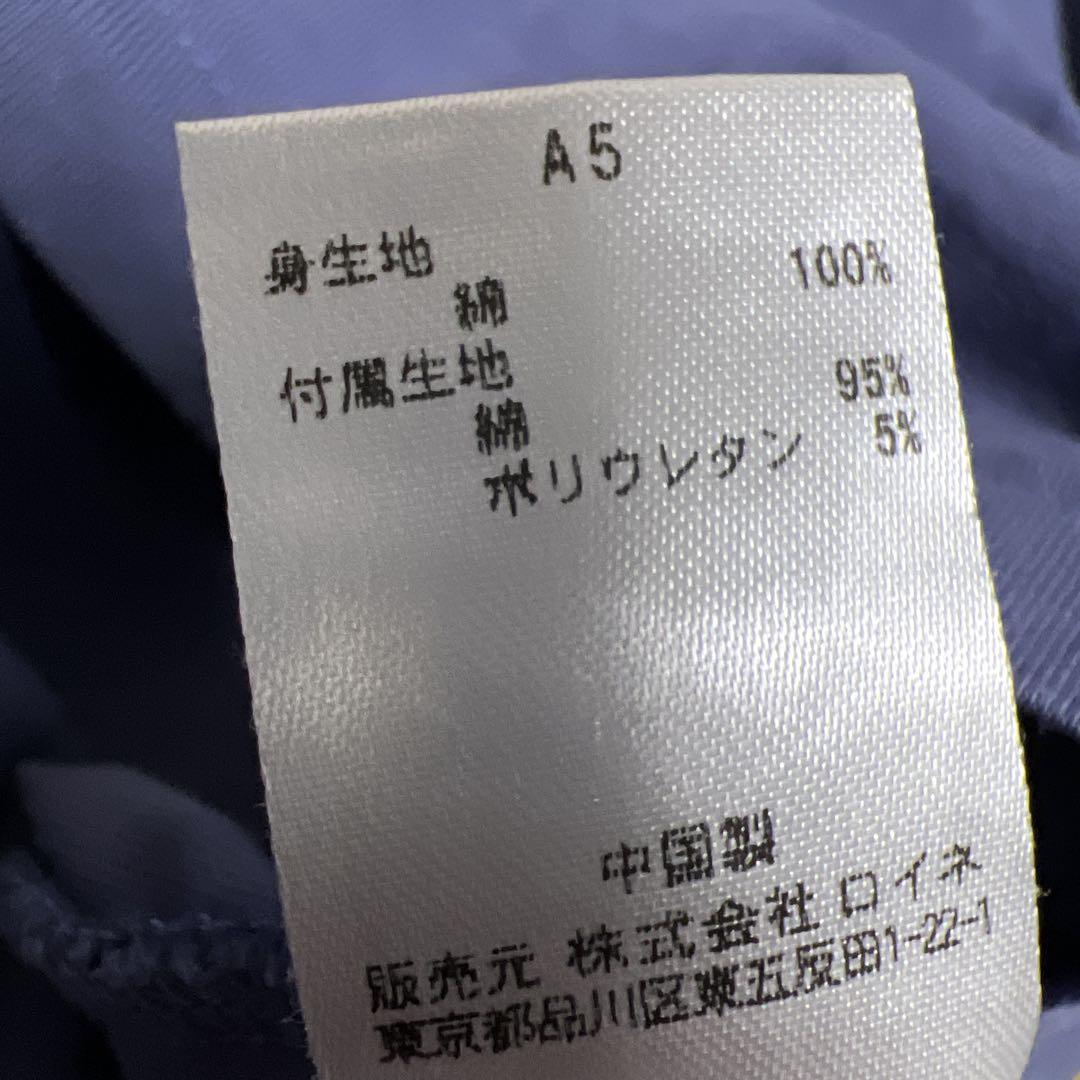 A5
身生地
綿 100%
付属生地
綿 95%
ポリウレタン 5%
中国製
販売元 株式会社ロイネ
東京都品川区東五反田1-22-1